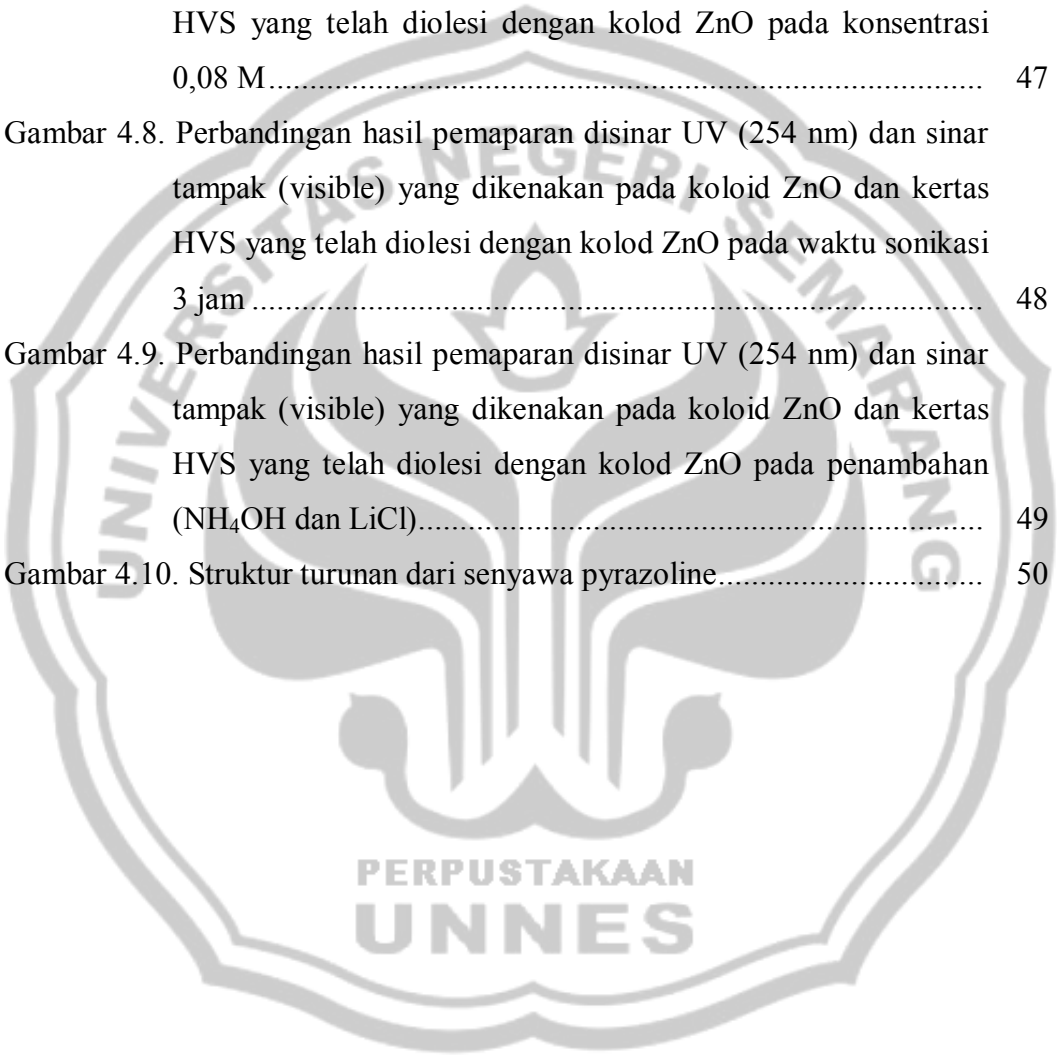 HVS yang telah diolesi dengan kolod ZnO pada konsentrasi
0,08 M.......................................................................... 47
Gambar 4.8. Perbandingan hasil pemaparan disinar UV (254 nm) dan sinar
tampak (visible) yang dikenakan pada koloid ZnO dan kertas
HVS yang telah diolesi dengan kolod ZnO pada waktu sonikasi
3 jam .......................................................................... 48
Gambar 4.9. Perbandingan hasil pemaparan disinar UV (254 nm) dan sinar
tampak (visible) yang dikenakan pada koloid ZnO dan kertas
HVS yang telah diolesi dengan kolod ZnO pada penambahan
(NH₄OH dan LiCl).......................................................... 49
Gambar 4.10. Struktur turunan dari senyawa pyrazoline............................ 50
UNIVERSITAS NEGERI SEMARANG
PERPUSTAKAAN
UNNES